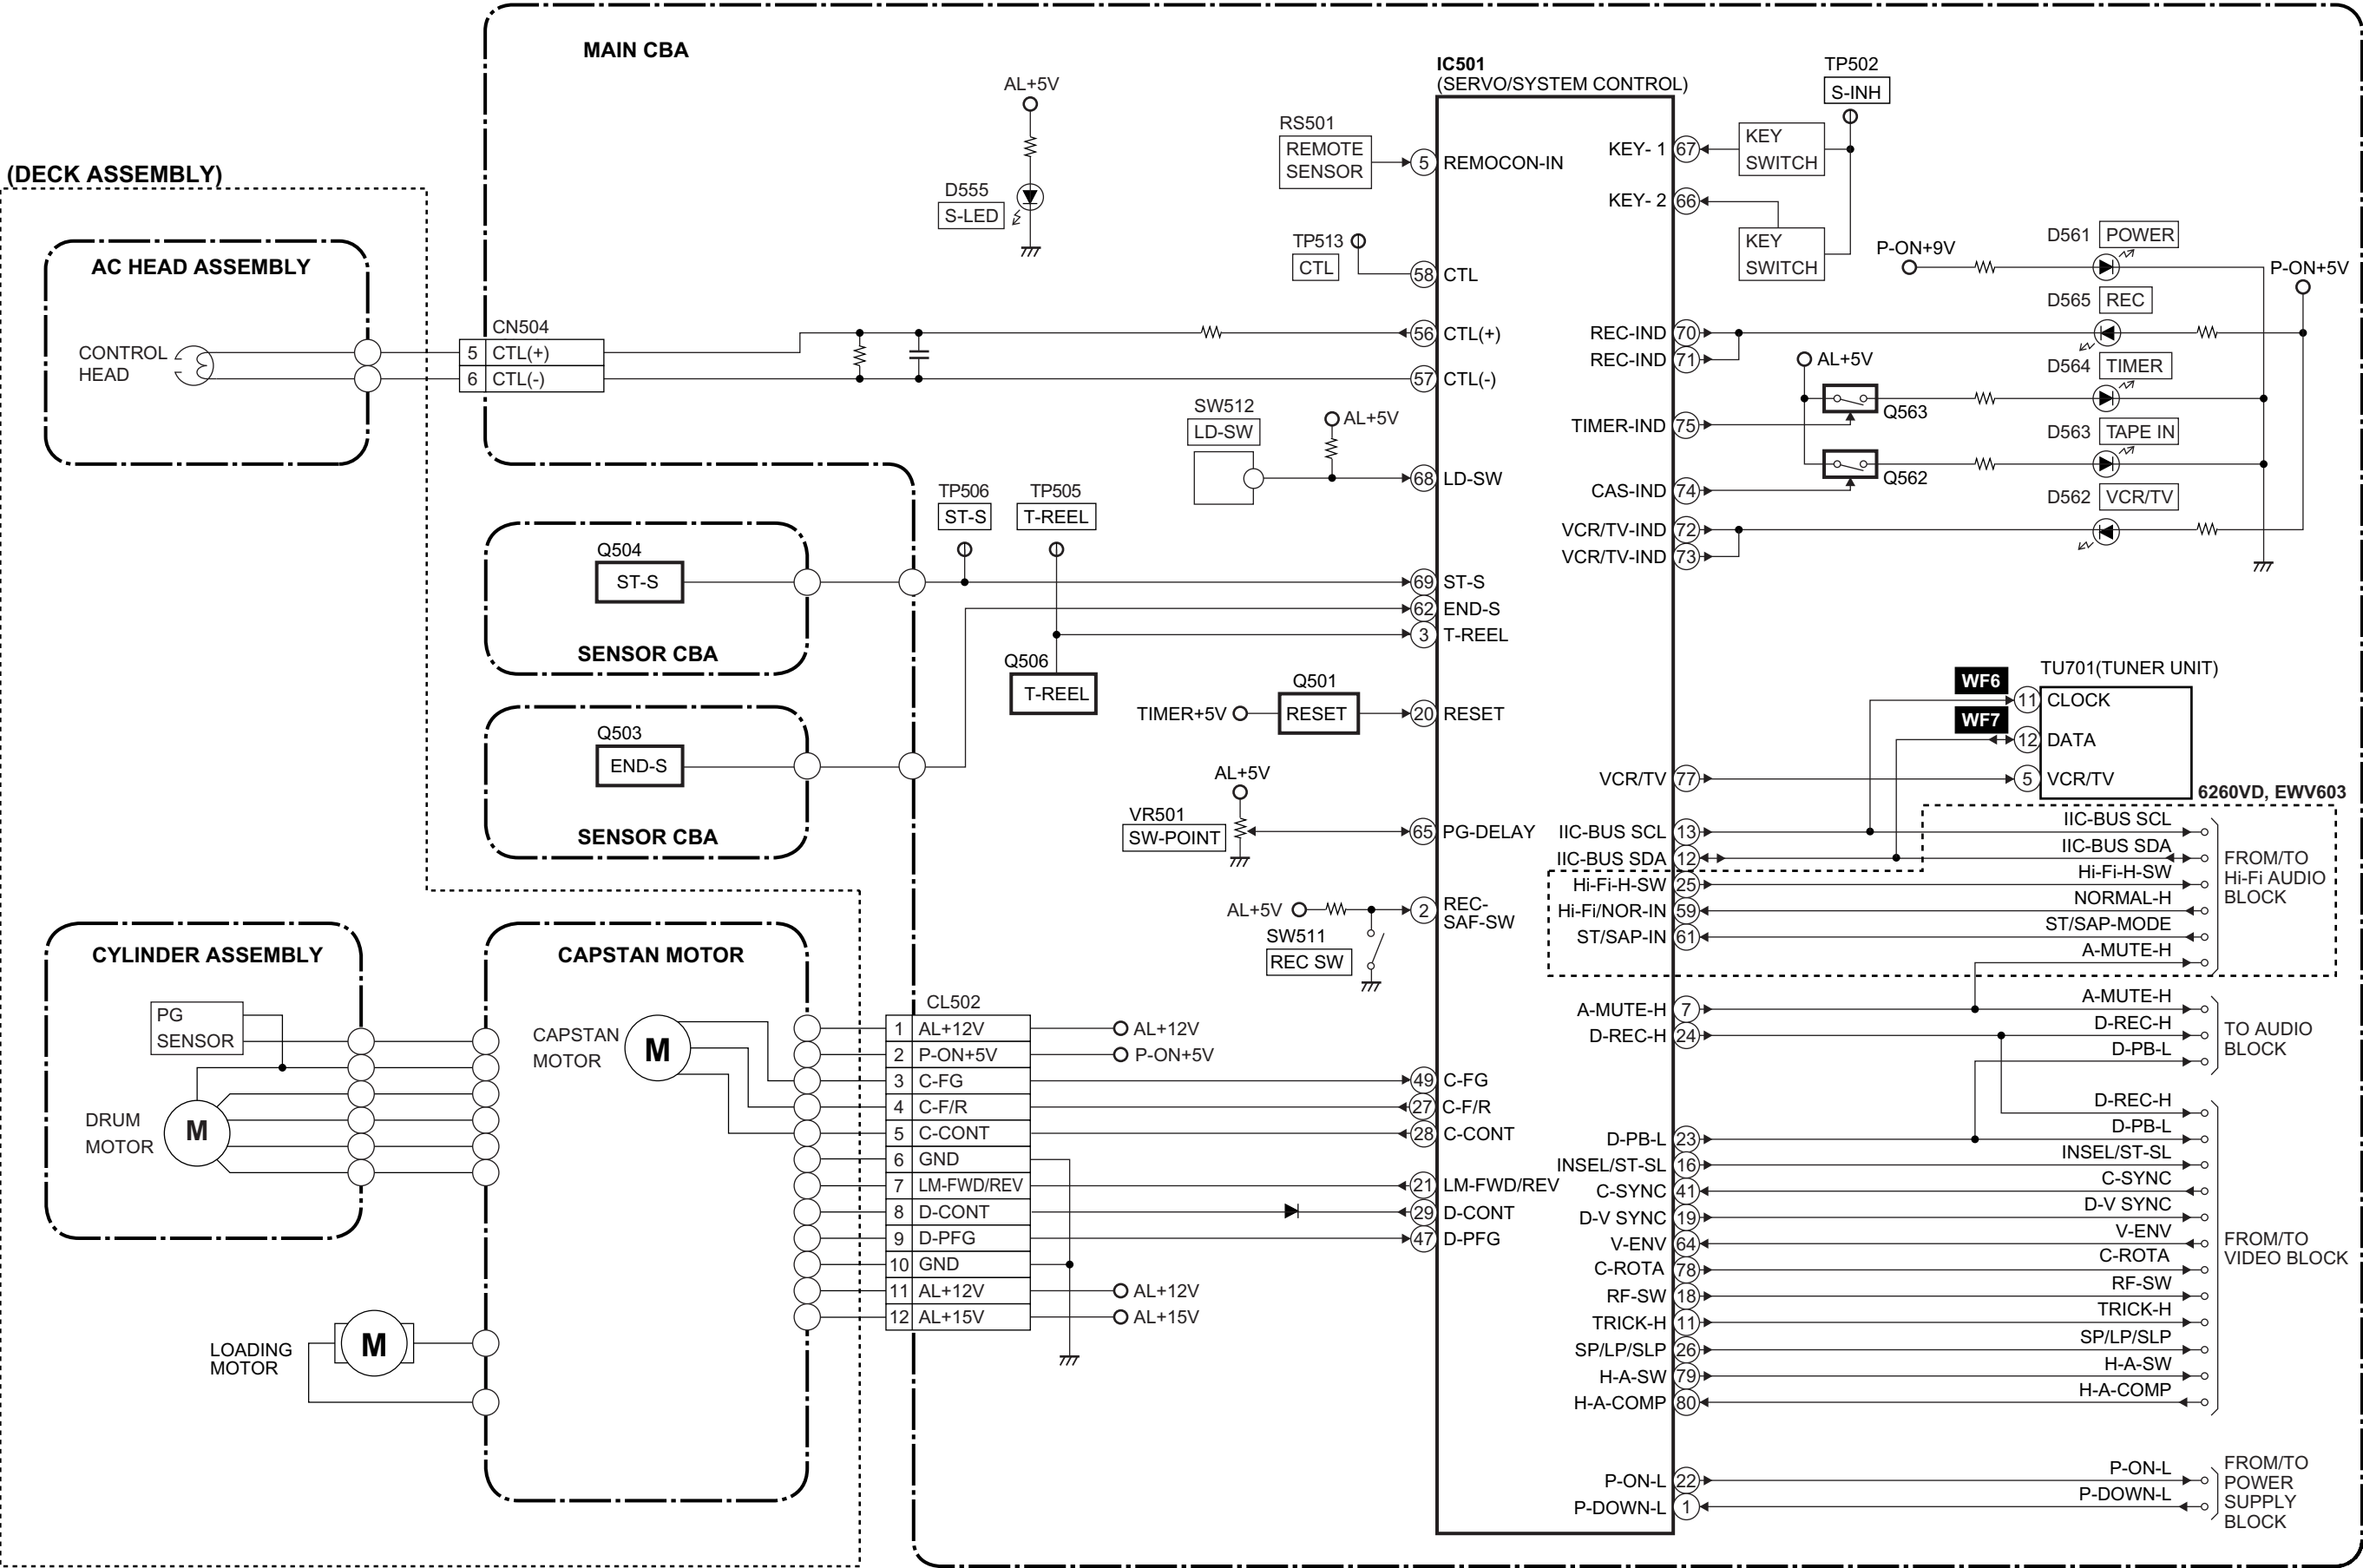 MAIN CBA
(DECK ASSEMBLY)
AC HEAD ASSEMBLY
CONTROL
HEAD
CN504
5 CTL(+)
6 CTL(-)
AL+5V
D555
S-LED
RS501
REMOTE
SENSOR
TP513
CTL
SW512
LD-SW
AL+5V
TP506
ST-S
TP505
T-REEL
Q504
ST-S
SENSOR CBA
Q506
T-REEL
Q503
END-S
SENSOR CBA
Q501
TIMER+5V
RESET
AL+5V
VR501
SW-POINT
AL+5V
SW511
REC SW
CYLINDER ASSEMBLY
PG
SENSOR
DRUM
MOTOR
M
CAPSTAN MOTOR
CAPSTAN
MOTOR
M
LOADING
MOTOR
M
CL502
1 AL+12V
2 P-ON+5V
3 C-FG
4 C-F/R
5 C-CONT
6 GND
7 LM-FWD/REV
8 D-CONT
9 D-PFG
10 GND
11 AL+12V
12 AL+15V
AL+12V
P-ON+5V
AL+12V
AL+15V
IC501
(SERVO/SYSTEM CONTROL)
5 REMOCON-IN
58 CTL
56 CTL(+)
57 CTL(-)
68 LD-SW
69 ST-S
62 END-S
3 T-REEL
20 RESET
65 PG-DELAY
2 REC-
SAF-SW
49 C-FG
27 C-F/R
28 C-CONT
21 LM-FWD/REV
29 D-CONT
47 D-PFG
KEY- 1 67
KEY- 2 66
REC-IND 70
REC-IND 71
TIMER-IND 75
CAS-IND 74
VCR/TV-IND 72
VCR/TV-IND 73
VCR/TV 77
IIC-BUS SCL 13
IIC-BUS SDA 12
Hi-Fi-H-SW 25
Hi-Fi/NOR-IN 59
ST/SAP-IN 61
A-MUTE-H 7
D-REC-H 24
D-PB-L 23
INSEL/ST-SL 16
C-SYNC 41
D-V SYNC 19
V-ENV 64
C-ROTA 78
RF-SW 18
TRICK-H 11
SP/LP/SLP 26
H-A-SW 79
H-A-COMP 80
P-ON-L 22
P-DOWN-L 1
TP502
S-INH
KEY
SWITCH
KEY
SWITCH
P-ON+9V
D561 POWER
P-ON+5V
D565 REC
AL+5V
D564 TIMER
Q563
D563 TAPE IN
Q562
D562 VCR/TV
TU701(TUNER UNIT)
WF6
11 CLOCK
WF7
12 DATA
5 VCR/TV
6260VD, EWV603
IIC-BUS SCL
IIC-BUS SDA
Hi-Fi-H-SW
NORMAL-H
ST/SAP-MODE
A-MUTE-H
FROM/TO
Hi-Fi AUDIO
BLOCK
A-MUTE-H
D-REC-H
D-PB-L
TO AUDIO
BLOCK
D-REC-H
D-PB-L
INSEL/ST-SL
C-SYNC
D-V SYNC
V-ENV
C-ROTA
RF-SW
TRICK-H
SP/LP/SLP
H-A-SW
H-A-COMP
FROM/TO
VIDEO BLOCK
P-ON-L
P-DOWN-L
FROM/TO
POWER
SUPPLY
BLOCK